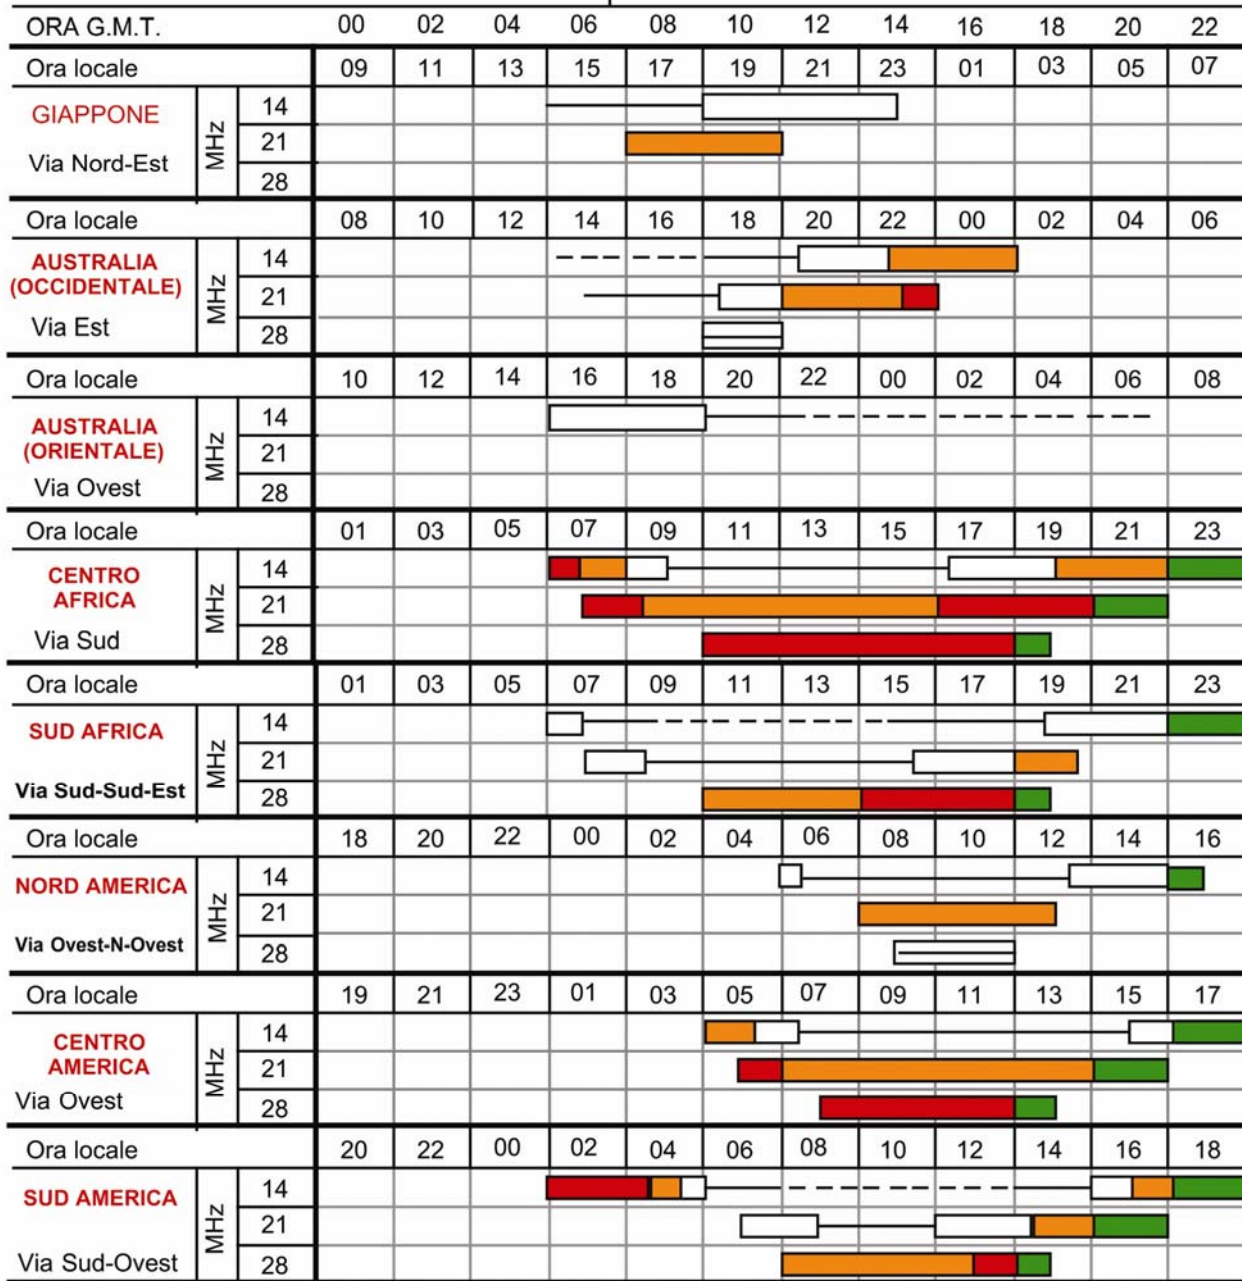 ORA G.M.T. 00 02 04 06 08 10 12 14 16 18 20 22
Ora locale 09 11 13 15 17 19 21 23 01 03 05 07
GIAPPONE
Via Nord-Est
MHz
14
21
28
Ora locale 08 10 12 14 16 18 20 22 00 02 04 06
AUSTRALIA
(OCCIDENTALE)
Via Est
MHz
14
21
28
Ora locale 10 12 14 16 18 20 22 00 02 04 06 08
AUSTRALIA
(ORIENTALE)
Via Ovest
MHz
14
21
28
Ora locale 01 03 05 07 09 11 13 15 17 19 21 23
CENTRO
AFRICA
Via Sud
MHz
14
21
28
Ora locale 01 03 05 07 09 11 13 15 17 19 21 23
SUD AFRICA
Via Sud-Sud-Est
MHz
14
21
28
Ora locale 18 20 22 00 02 04 06 08 10 12 14 16
NORD AMERICA
Via Ovest-N-Ovest
MHz
14
21
28
Ora locale 19 21 23 01 03 05 07 09 11 13 15 17
CENTRO
AMERICA
Via Ovest
MHz
14
21
28
Ora locale 20 22 00 02 04 06 08 10 12 14 16 18
SUD AMERICA
Via Sud-Ovest
MHz
14
21
28